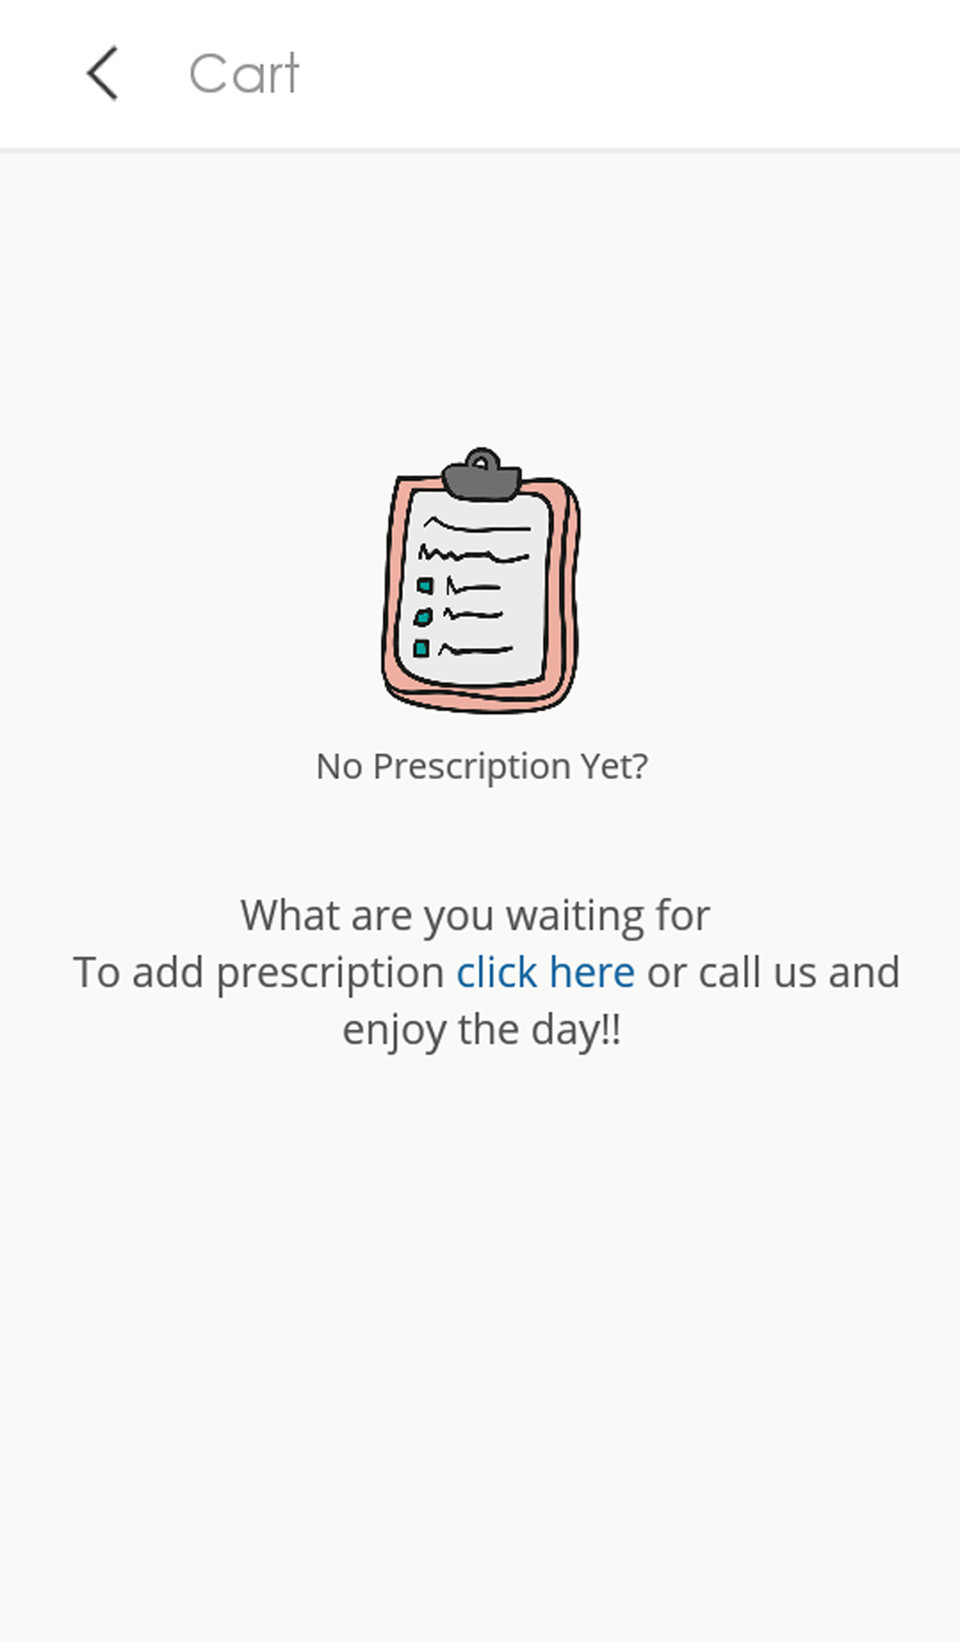 Cart
No Prescription Yet?
What are you waiting for
To add prescription click here or call us and
enjoy the day!!